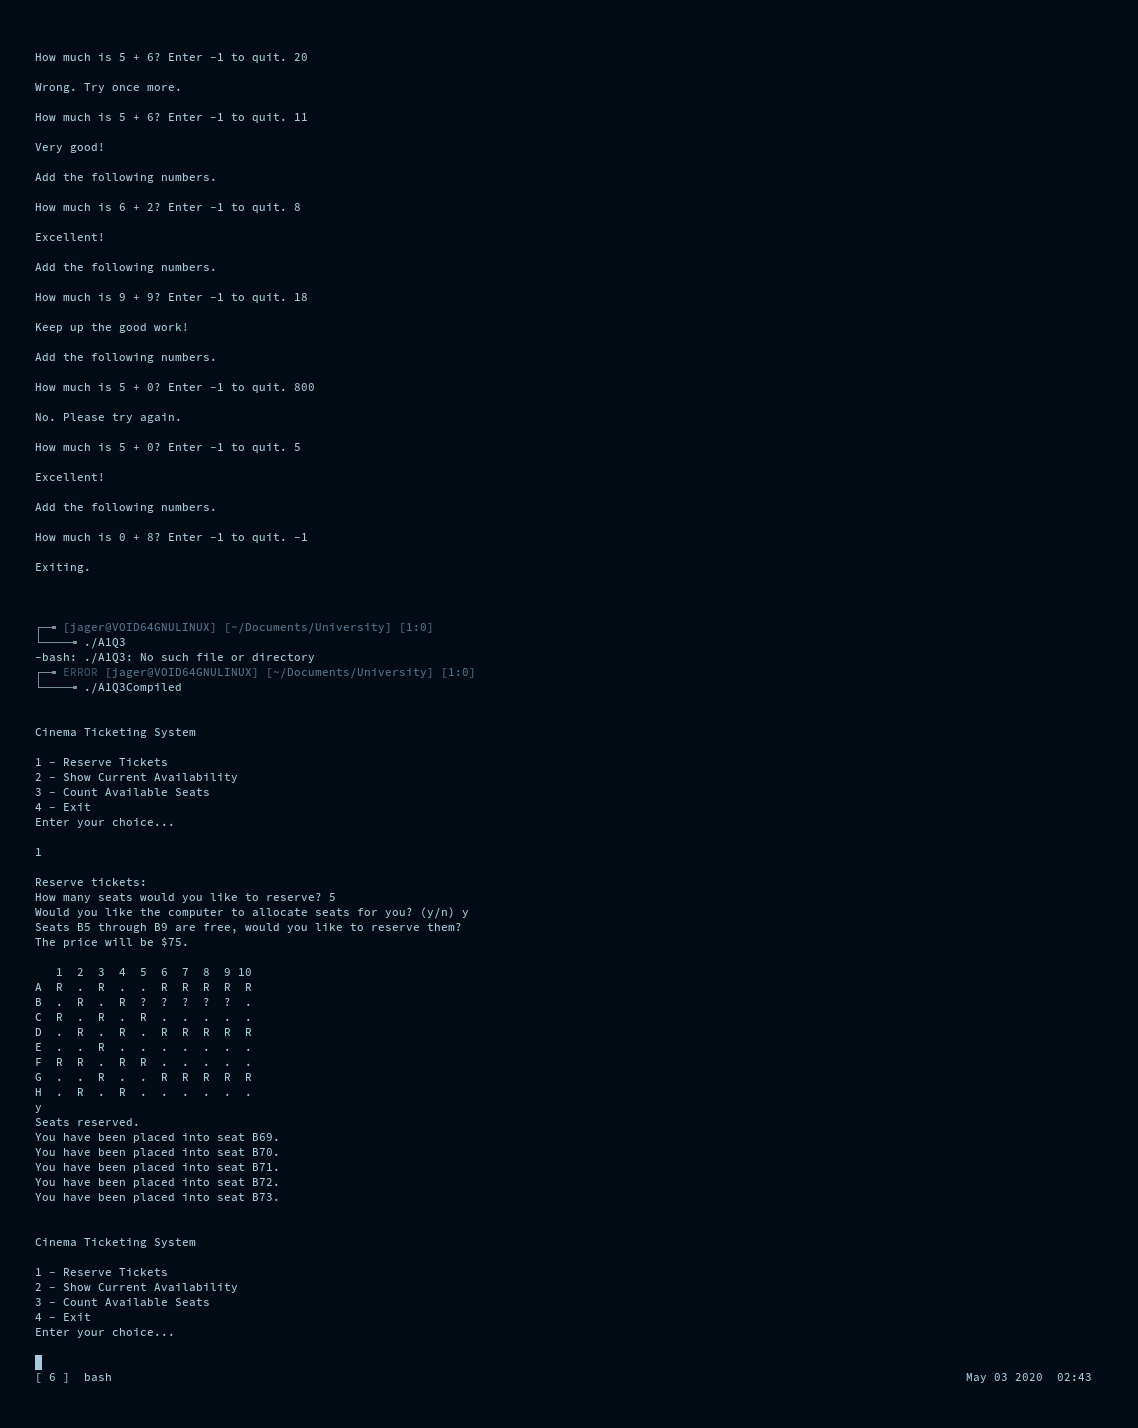 How much is 5 + 6? Enter -1 to quit. 20
Wrong. Try once more.
How much is 5 + 6? Enter -1 to quit. 11
Very good!
Add the following numbers.
How much is 6 + 2? Enter -1 to quit. 8
Excellent!
Add the following numbers.
How much is 9 + 9? Enter -1 to quit. 18
Keep up the good work!
Add the following numbers.
How much is 5 + 0? Enter -1 to quit. 800
No. Please try again.
How much is 5 + 0? Enter -1 to quit. 5
Excellent!
Add the following numbers.
How much is 0 + 8? Enter -1 to quit. -1
Exiting.
[jager@VOID64GNULINUX] [~/Documents/University] [1:0]
./A1Q3
-bash: ./A1Q3: No such file or directory
ERROR [jager@VOID64GNULINUX] [~/Documents/University] [1:0]
./A1Q3Compiled
Cinema Ticketing System
1 - Reserve Tickets
2 - Show Current Availability
3 - Count Available Seats
4 - Exit
Enter your choice...
1
Reserve tickets:
How many seats would you like to reserve? 5
Would you like the computer to allocate seats for you? (y/n) y
Seats B5 through B9 are free, would you like to reserve them?
The price will be $75.
   1  2  3  4  5  6  7  8  9 10
A  R  .  R  .  .  R  R  R  R  R
B  .  R  .  R  ?  ?  ?  ?  ?  .
C  R  .  R  .  R  .  .  .  .  .
D  .  R  .  R  .  R  R  R  R  R
E  .  .  R  .  .  .  .  .  .  .
F  R  R  .  R  R  .  .  .  .  .
G  .  .  R  .  .  R  R  R  R  R
H  .  R  .  R  .  .  .  .  .  .
y
Seats reserved.
You have been placed into seat B69.
You have been placed into seat B70.
You have been placed into seat B71.
You have been placed into seat B72.
You have been placed into seat B73.
Cinema Ticketing System
1 - Reserve Tickets
2 - Show Current Availability
3 - Count Available Seats
4 - Exit
Enter your choice...
[ 6 ]  bash May 03 2020  02:43